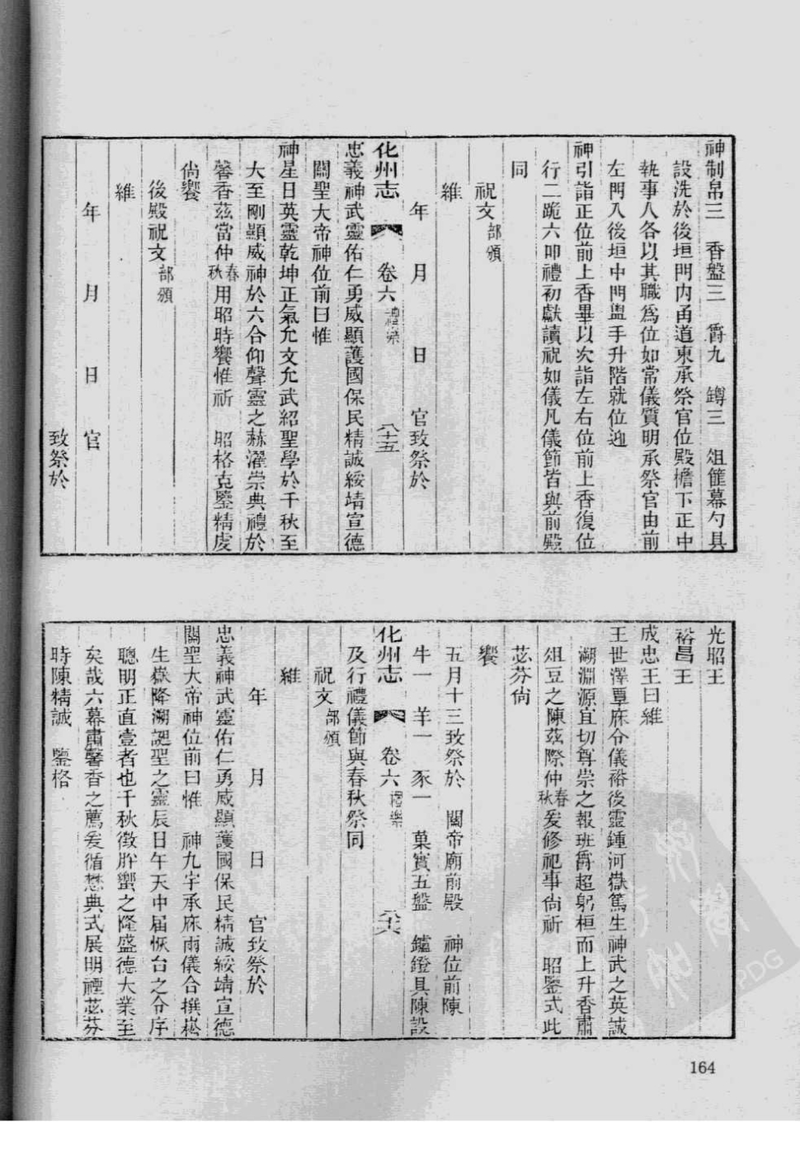 神制帛三　香盤三　爵九　鐏三　俎篚幕勺具
設洗於後垣門內甬道東承祭官位殿檐下正中
執事人各以其職爲位如常儀質明承祭官由前
左門入後垣中門盥手升階就位迎
神引詣正位前上香畢以次詣左右位前上香復位
行二跪六叩禮初獻讀祝如儀凡儀節皆與前殿
同
祝文部頒
維
年　月　日　官致祭於
化州志　卷六　禮樂　八十五
忠義神武靈佑仁勇威顯護國保民精誠綏靖宣德
關聖大帝神位前曰惟
神星日英靈乾坤正氣允文允武紹聖學於千秋至
大至剛顯威神於六合仰聲靈之赫濯崇典禮於
馨香茲當仲春秋用昭時饗惟祈　昭格克鑒精虔
尙饗
後殿祝文部頒
維
年　月　日　官
致祭於
光昭王
裕昌王
成忠王曰維
王世澤覃庥令儀裕後靈鍾河嶽篤生神武之英誠
溯淵源宜切尊崇之報班爵超躬桓而上升香肅
俎豆之陳茲際仲春秋爰修祀事尙祈　昭鑒式此
苾芬尙
饗
五月十三致祭於　關帝廟前殿　神位前陳
牛一　羊一　豕一　菓實五盤　鑪鐙具陳設
化州志　卷六　禮樂　八十六
及行禮儀節與春秋祭同
祝文部頒
維
年　月　日　官致祭於
忠義神武靈佑仁勇威顯護國保民精誠綏靖宣德
關聖大帝神位前曰惟　神九宇承庥兩儀合撰崧
生嶽降溯誕聖之靈辰日午天中届恢台之令序
聰明正直壹者也千秋徵肸蠁之隆盛德大業至
矣哉六幕肅馨香之薦爰循懋典式展明禋苾芬
時陳精誠　鑒格
164